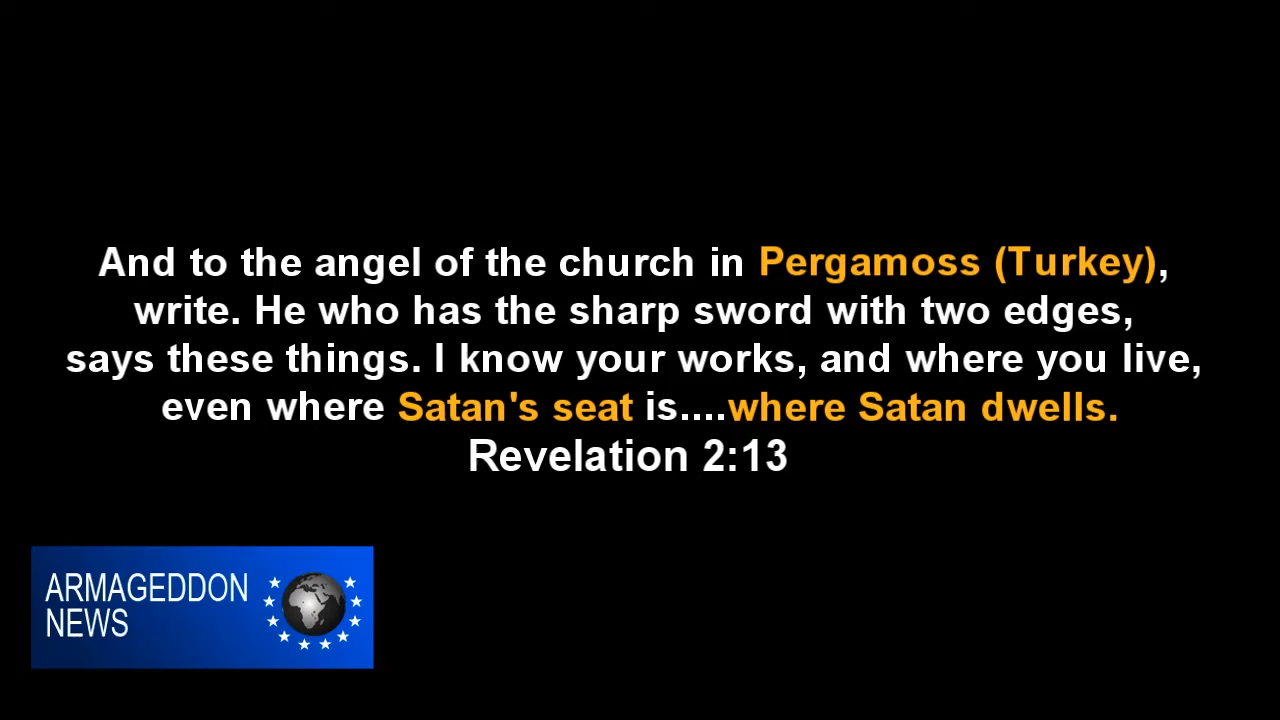 And to the angel of the church in Pergamoss (Turkey),
write. He who has the sharp sword with two edges,
says these things. I know your works, and where you live,
even where Satan's seat is....where Satan dwells.
Revelation 2:13
ARMAGEDDON
NEWS